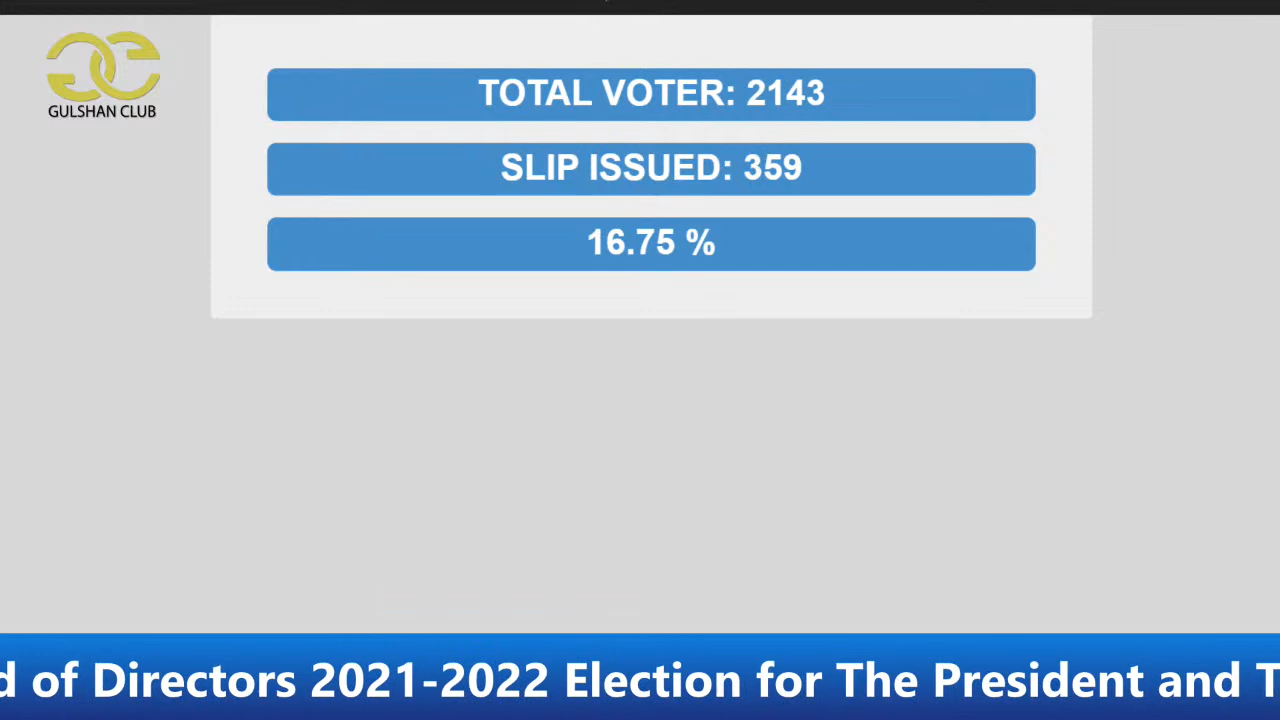 GULSHAN CLUB
TOTAL VOTER: 2143
SLIP ISSUED: 359
16.75 %
d of Directors 2021-2022 Election for The President and T